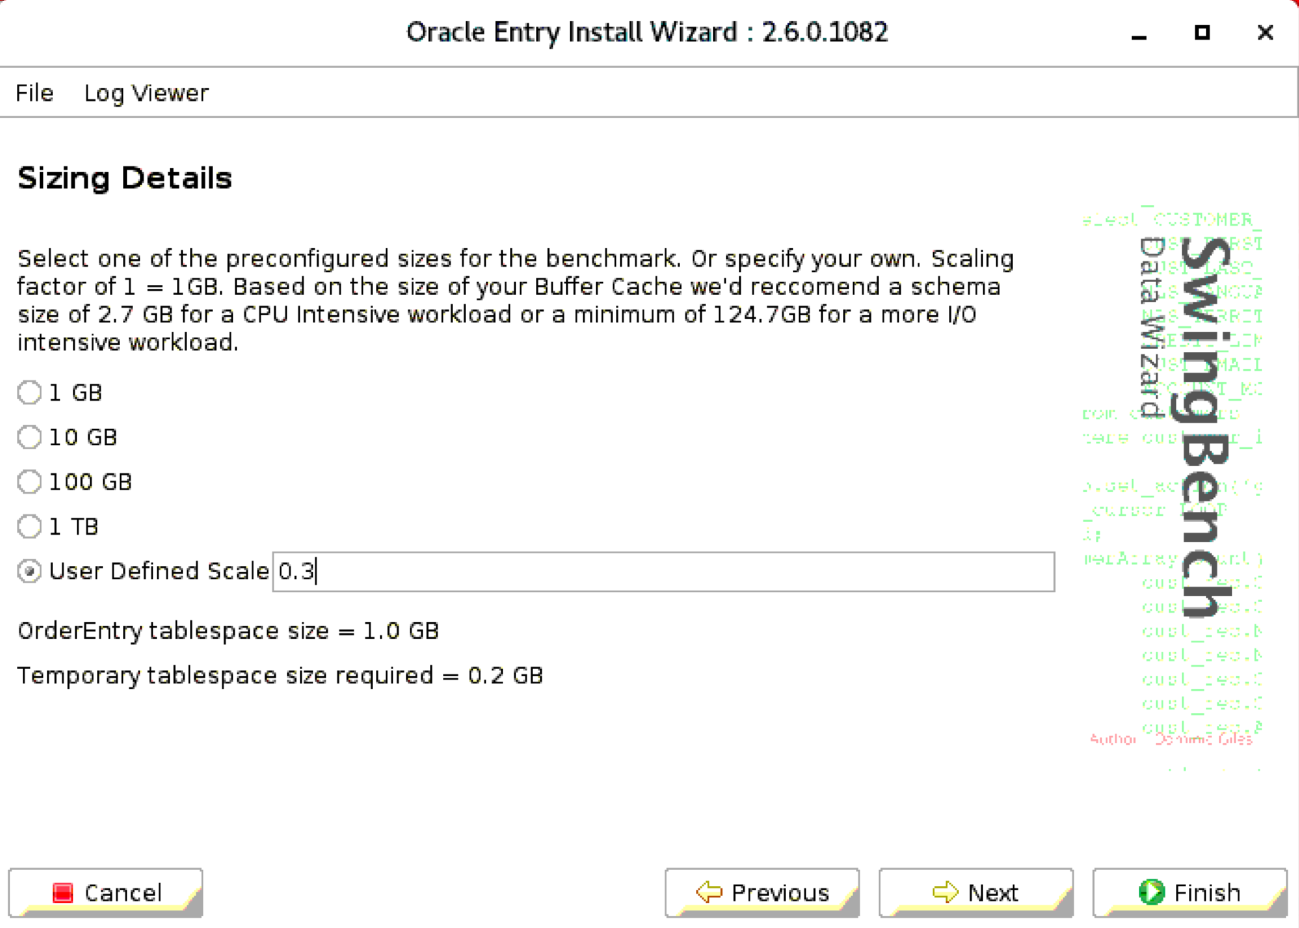 Oracle Entry Install Wizard : 2.6.0.1082
File Log Viewer
Sizing Details
Select one of the preconfigured sizes for the benchmark. Or specify your own. Scaling
factor of 1 = 1GB. Based on the size of your Buffer Cache we'd reccomend a schema
size of 2.7 GB for a CPU Intensive workload or a minimum of 124.7GB for a more I/O
intensive workload.
1 GB
10 GB
100 GB
1 TB
User Defined Scale 0.3
OrderEntry tablespace size = 1.0 GB
Temporary tablespace size required = 0.2 GB
SwingBench
Data Wizard
Author : Dominic Giles
Cancel Previous Next Finish